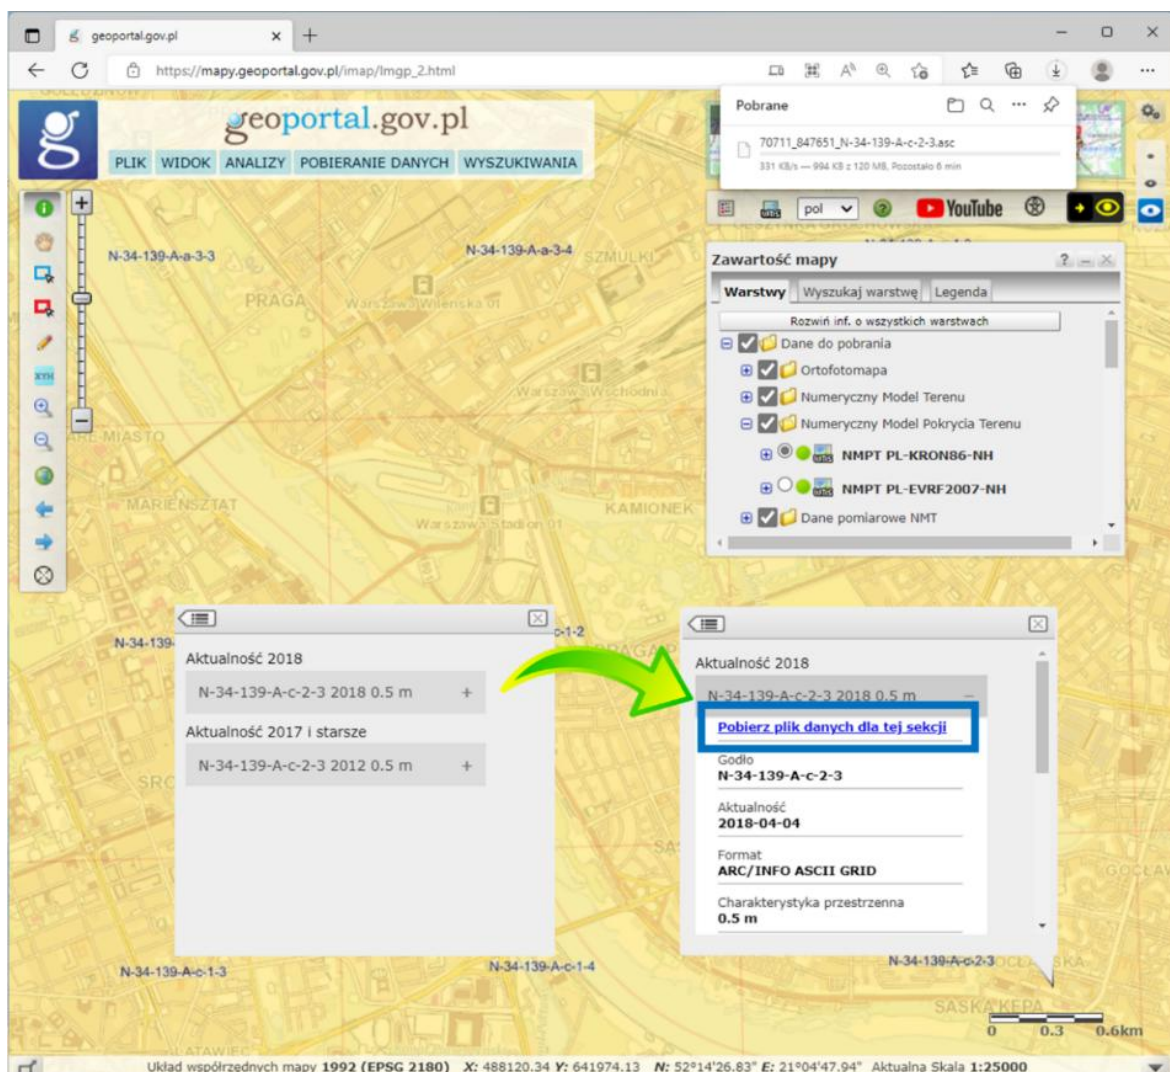 geoportal.gov.pl
https://mapy.geoportal.gov.pl/imap/Imgp_2.html
geoportal.gov.pl
PLIK WIDOK ANALIZY POBIERANIE DANYCH WYSZUKIWANIA
Pobrane
70711_847651_N-34-139-A-c-2-3.asc
331 KB/s — 994 KB z 120 MB, Pozostało 6 min
pol
YouTube
N-34-139-A-a-3-3
N-34-139-A-a-3-4
SZMULKI
PRAGA
Warszawa Wileńska 01
Warszawa Wschodnia
MARIENSZTAT
KAMIONEK
Warszawa Stadion 01
Zawartość mapy
Warstwy Wyszukaj warstwę Legenda
Rozwiń inf. o wszystkich warstwach
Dane do pobrania
Ortofotomapa
Numeryczny Model Terenu
Numeryczny Model Pokrycia Terenu
NMPT PL-KRON86-NH
NMPT PL-EVRF2007-NH
Dane pomiarowe NMT
N-34-139-
c-1-2
Aktualność 2018
N-34-139-A-c-2-3 2018 0.5 m +
Aktualność 2017 i starsze
N-34-139-A-c-2-3 2012 0.5 m +
Aktualność 2018
N-34-139-A-c-2-3 2018 0.5 m −
Pobierz plik danych dla tej sekcji
Godło
N-34-139-A-c-2-3
Aktualność
2018-04-04
Format
ARC/INFO ASCII GRID
Charakterystyka przestrzenna
0.5 m
N-34-139-A-c-1-3
N-34-139-A-c-1-4
N-34-139-A-c-2-3
SASKA KĘPA
0 0.3 0.6km
Układ współrzędnych mapy 1992 (EPSG 2180) X: 488120.34 Y: 641974.13 N: 52°14'26.83" E: 21°04'47.94" Aktualna Skala 1:25000